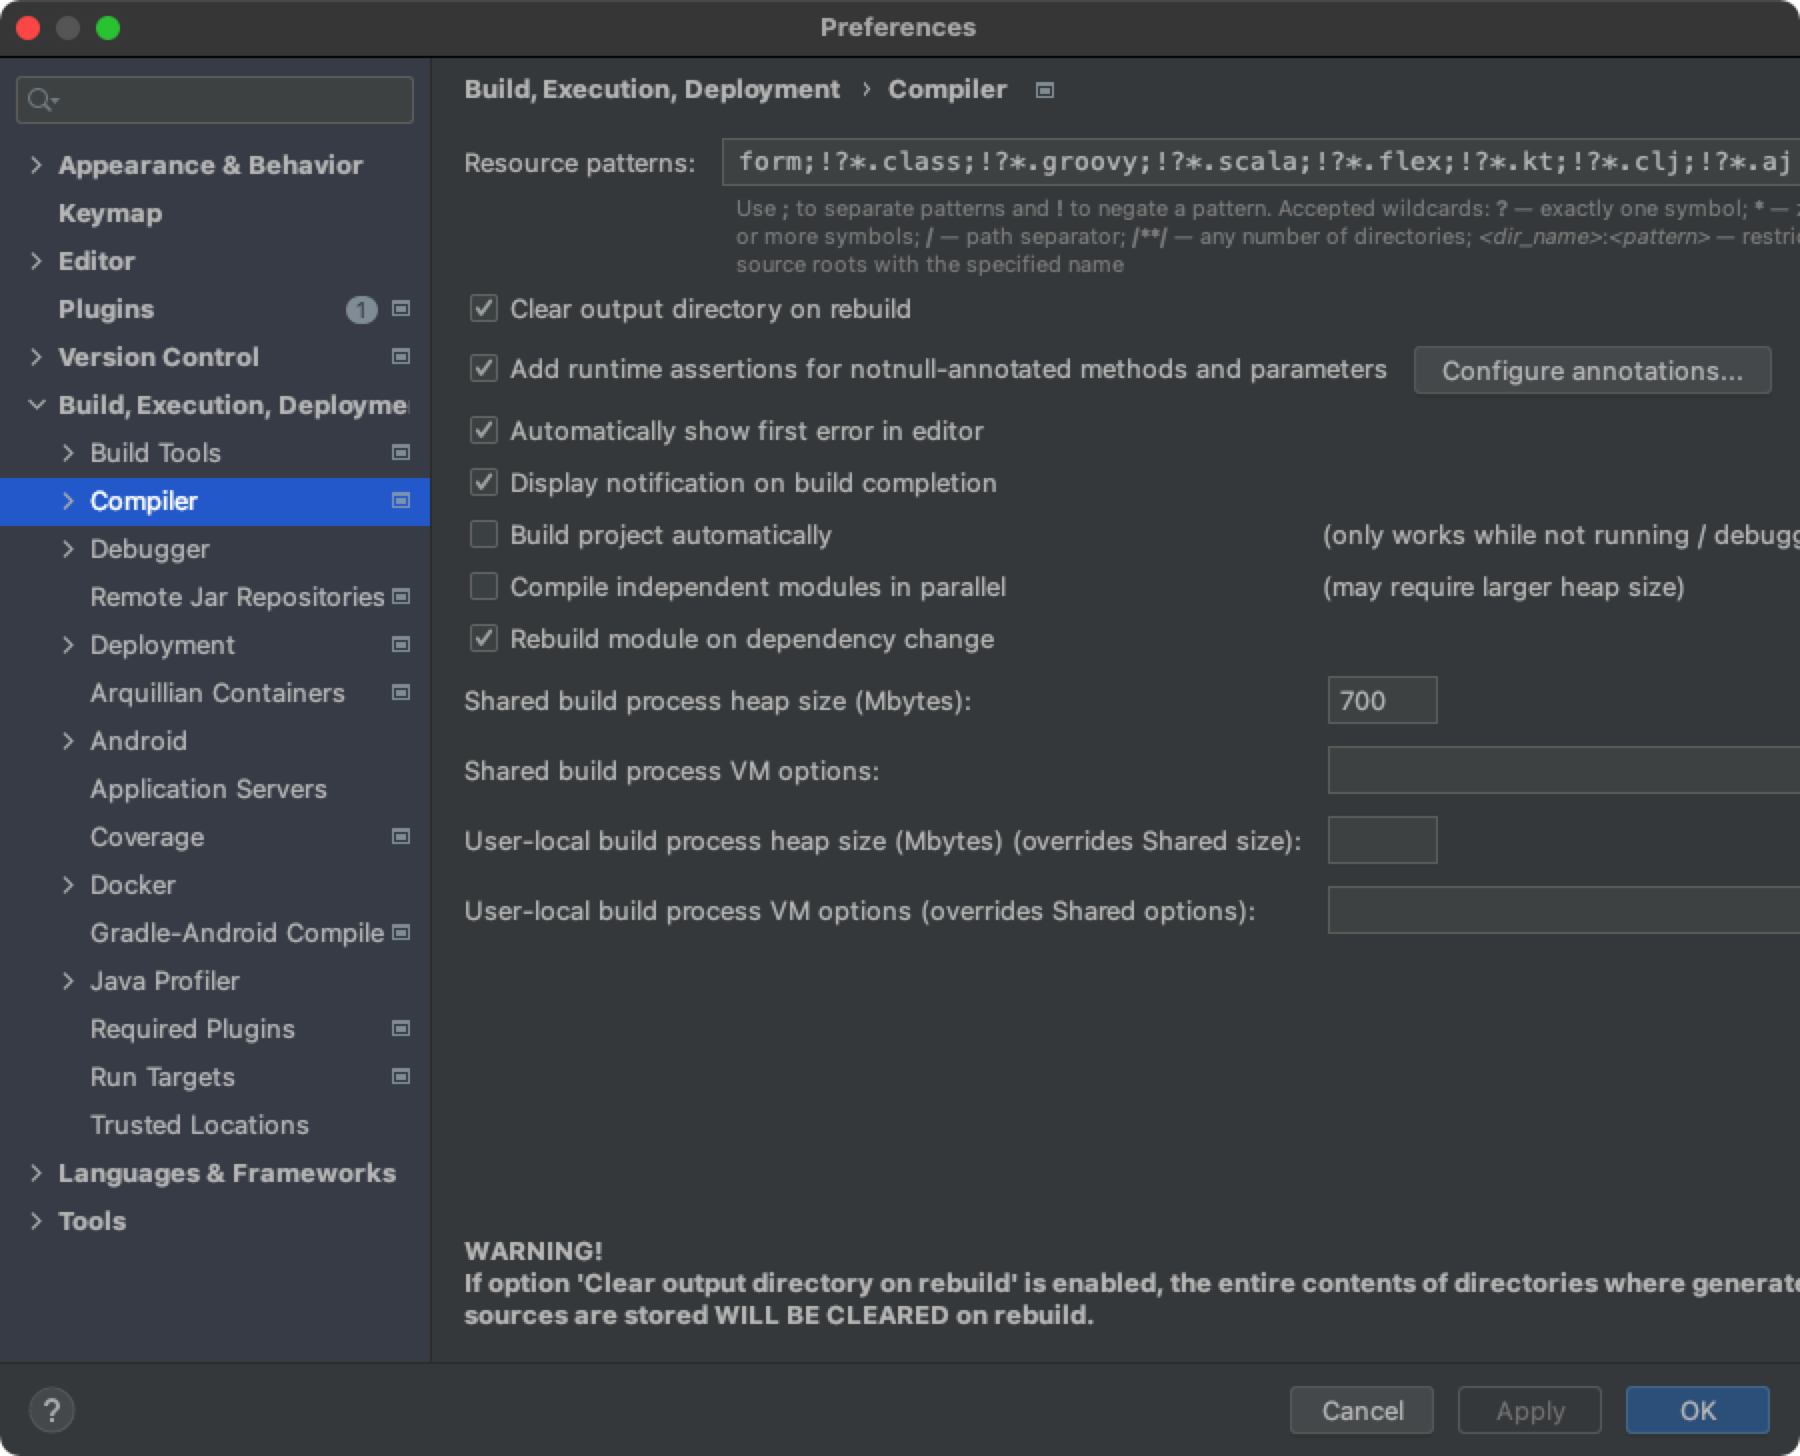 Preferences
Build, Execution, Deployment › Compiler
Appearance & Behavior
Keymap
Editor
Plugins 1
Version Control
Build, Execution, Deployme
Build Tools
Compiler
Debugger
Remote Jar Repositories
Deployment
Arquillian Containers
Android
Application Servers
Coverage
Docker
Gradle-Android Compile
Java Profiler
Required Plugins
Run Targets
Trusted Locations
Languages & Frameworks
Tools
Resource patterns: form;!?*.class;!?*.groovy;!?*.scala;!?*.flex;!?*.kt;!?*.clj;!?*.aj
Use ; to separate patterns and ! to negate a pattern. Accepted wildcards: ? — exactly one symbol; * —
or more symbols; / — path separator; /**/ — any number of directories; <dir_name>:<pattern> — restri
source roots with the specified name
Clear output directory on rebuild
Add runtime assertions for notnull-annotated methods and parameters Configure annotations...
Automatically show first error in editor
Display notification on build completion
Build project automatically (only works while not running / debugg
Compile independent modules in parallel (may require larger heap size)
Rebuild module on dependency change
Shared build process heap size (Mbytes): 700
Shared build process VM options:
User-local build process heap size (Mbytes) (overrides Shared size):
User-local build process VM options (overrides Shared options):
WARNING!
If option 'Clear output directory on rebuild' is enabled, the entire contents of directories where generate
sources are stored WILL BE CLEARED on rebuild.
? Cancel Apply OK